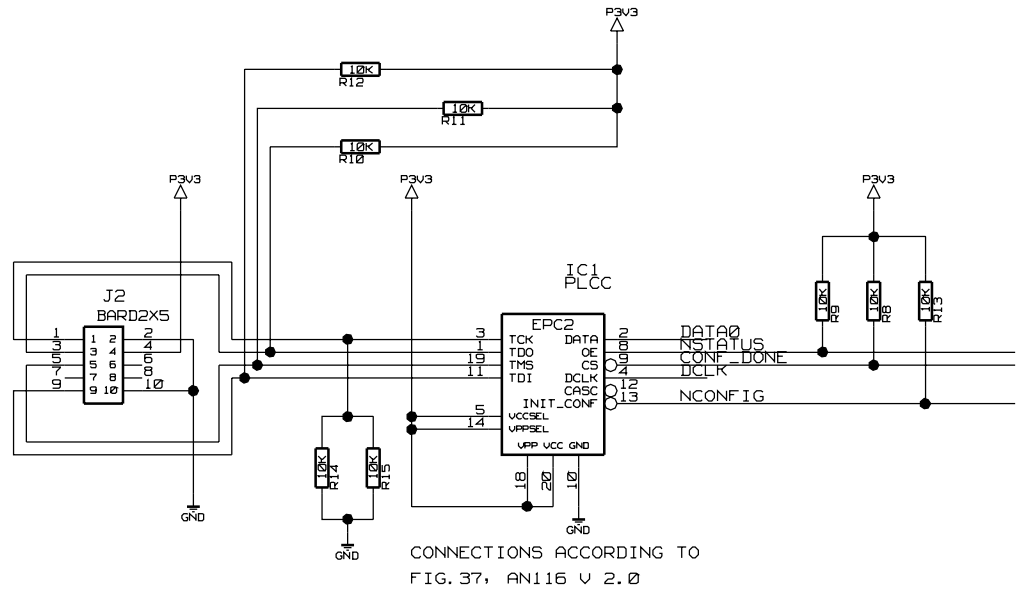 P3V3
10K
R12
10K
R11
10K
R10
P3V3
P3V3
P3V3
J2
BARD2X5
1 1 2 2
3 3 4 4
5 5 6 6
7 7 8 8
9 9 10 10
GND
10K
R14
10K
R15
GND
IC1
PLCC
EPC2
3 TCK DATA 2 DATA0
1 TDO OE 8 NSTATUS
19 TMS CS 9 CONF_DONE
11 TDI DCLK 4 DCLK
CASC 12
INIT_CONF 13 NCONFIG
5 VCCSEL
14 VPPSEL
VPP VCC GND
18 20 10
GND
10K
R9
10K
R8
10K
R13
CONNECTIONS ACCORDING TO
FIG.37, AN116 V 2.0